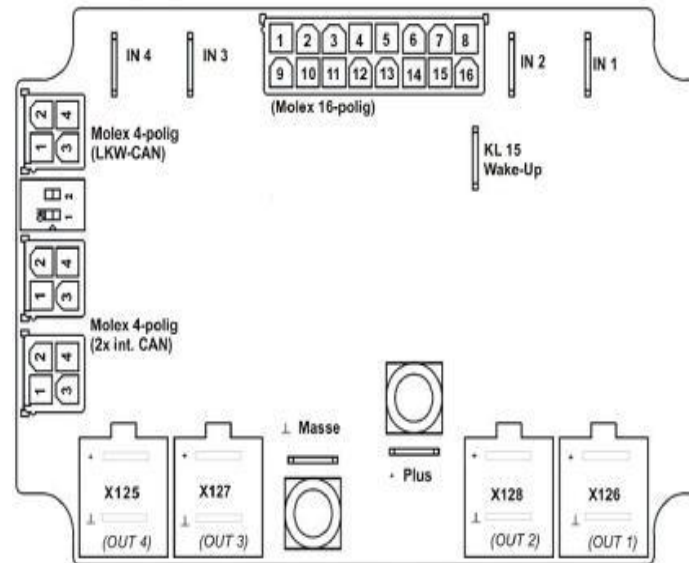 1 2 3 4 5 6 7 8
9 10 11 12 13 14 15 16
(Molex 16-polig)
IN 4
IN 3
IN 2
IN 1
KL 15
Wake-Up
2 4
1 3
Molex 4-polig
(LKW-CAN)
2
1
2 4
1 3
Molex 4-polig
(2x int. CAN)
2 4
1 3
⊥ Masse
+ Plus
+
X125
⊥
(OUT 4)
+
X127
⊥
(OUT 3)
+
X128
⊥
(OUT 2)
+
X126
⊥
(OUT 1)